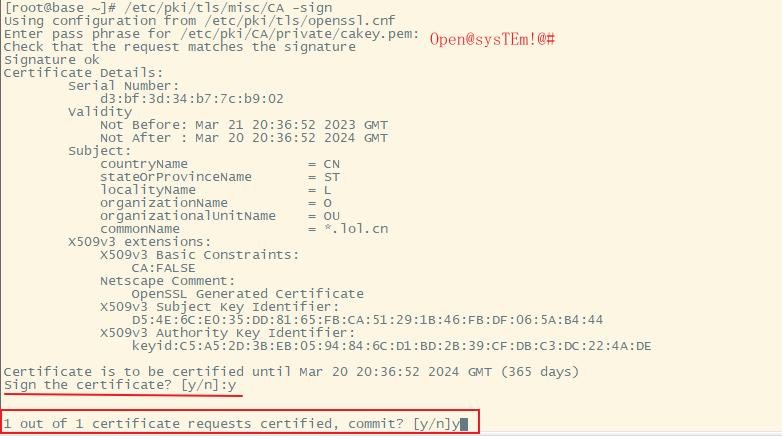 [root@base ~]# /etc/pki/tls/misc/CA -sign
Using configuration from /etc/pki/tls/openssl.cnf
Enter pass phrase for /etc/pki/CA/private/cakey.pem: Open@sysTEm!@#
Check that the request matches the signature
Signature ok
Certificate Details:
        Serial Number:
            d3:bf:3d:34:b7:7c:b9:02
        Validity
            Not Before: Mar 21 20:36:52 2023 GMT
            Not After : Mar 20 20:36:52 2024 GMT
        Subject:
            countryName               = CN
            stateOrProvinceName       = ST
            localityName              = L
            organizationName          = O
            organizationalUnitName    = OU
            commonName                = *.lol.cn
        X509v3 extensions:
            X509v3 Basic Constraints:
                CA:FALSE
            Netscape Comment:
                OpenSSL Generated Certificate
            X509v3 Subject Key Identifier:
                D5:4E:6C:E0:35:DD:81:65:FB:CA:51:29:1B:46:FB:DF:06:5A:B4:44
            X509v3 Authority Key Identifier:
                keyid:C5:A5:2D:3B:EB:05:94:84:6C:D1:BD:2B:39:CF:DB:C3:DC:22:4A:DE
Certificate is to be certified until Mar 20 20:36:52 2024 GMT (365 days)
Sign the certificate? [y/n]:y
1 out of 1 certificate requests certified, commit? [y/n]y